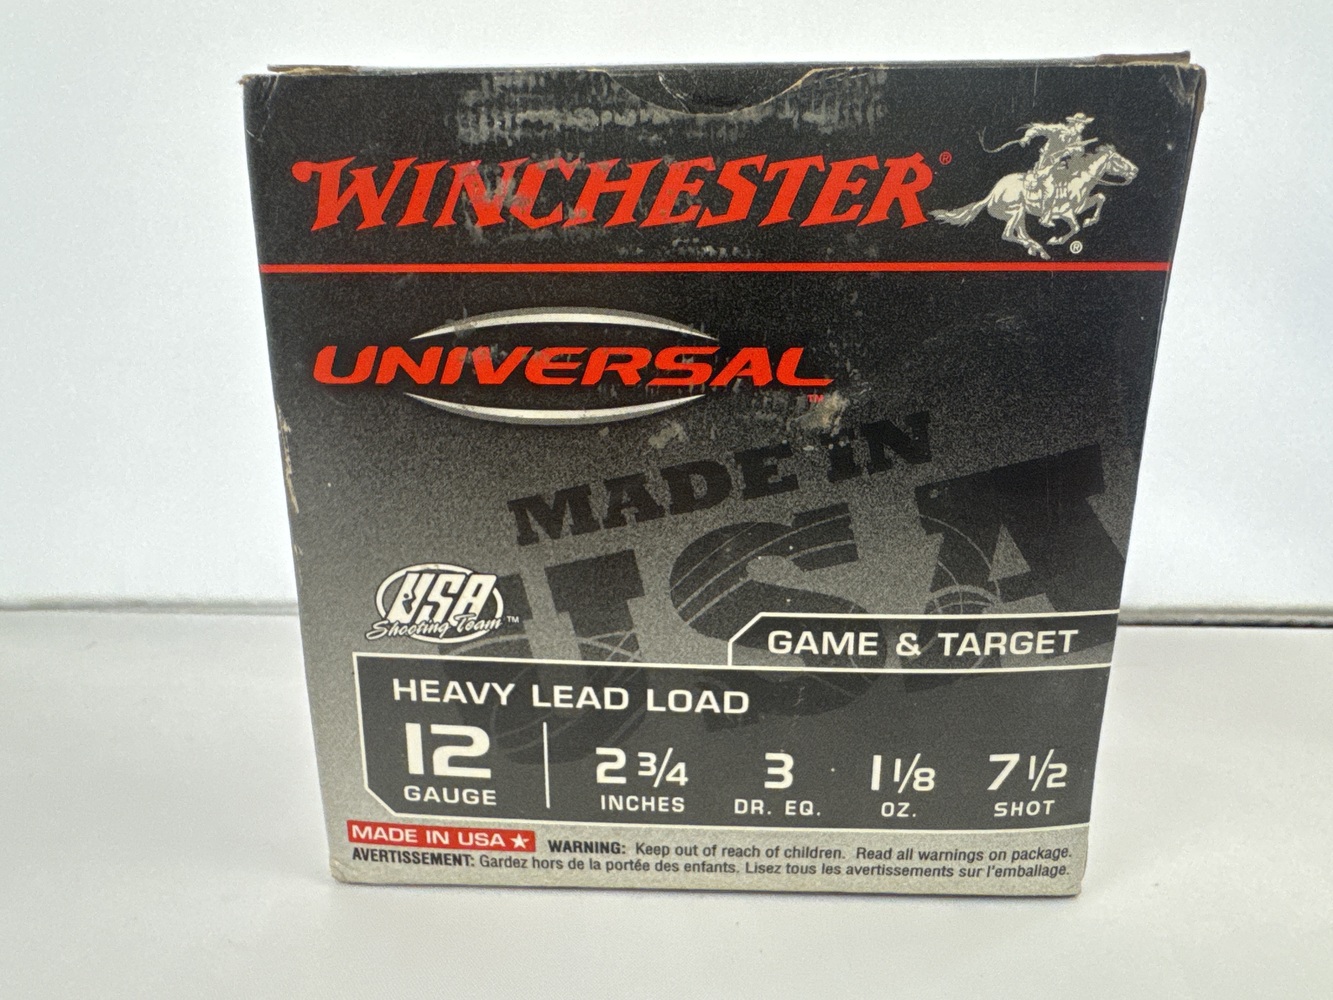 WINCHESTER®
®
UNIVERSAL™
MADE IN
USA
USA
Shooting Team™
GAME & TARGET
HEAVY LEAD LOAD
12 2 3/4 3 1 1/8 7 1/2
GAUGE INCHES DR. EQ. OZ. SHOT
MADE IN USA ★ WARNING: Keep out of reach of children. Read all warnings on package.
AVERTISSEMENT: Gardez hors de la portée des enfants. Lisez tous les avertissements sur l'emballage.